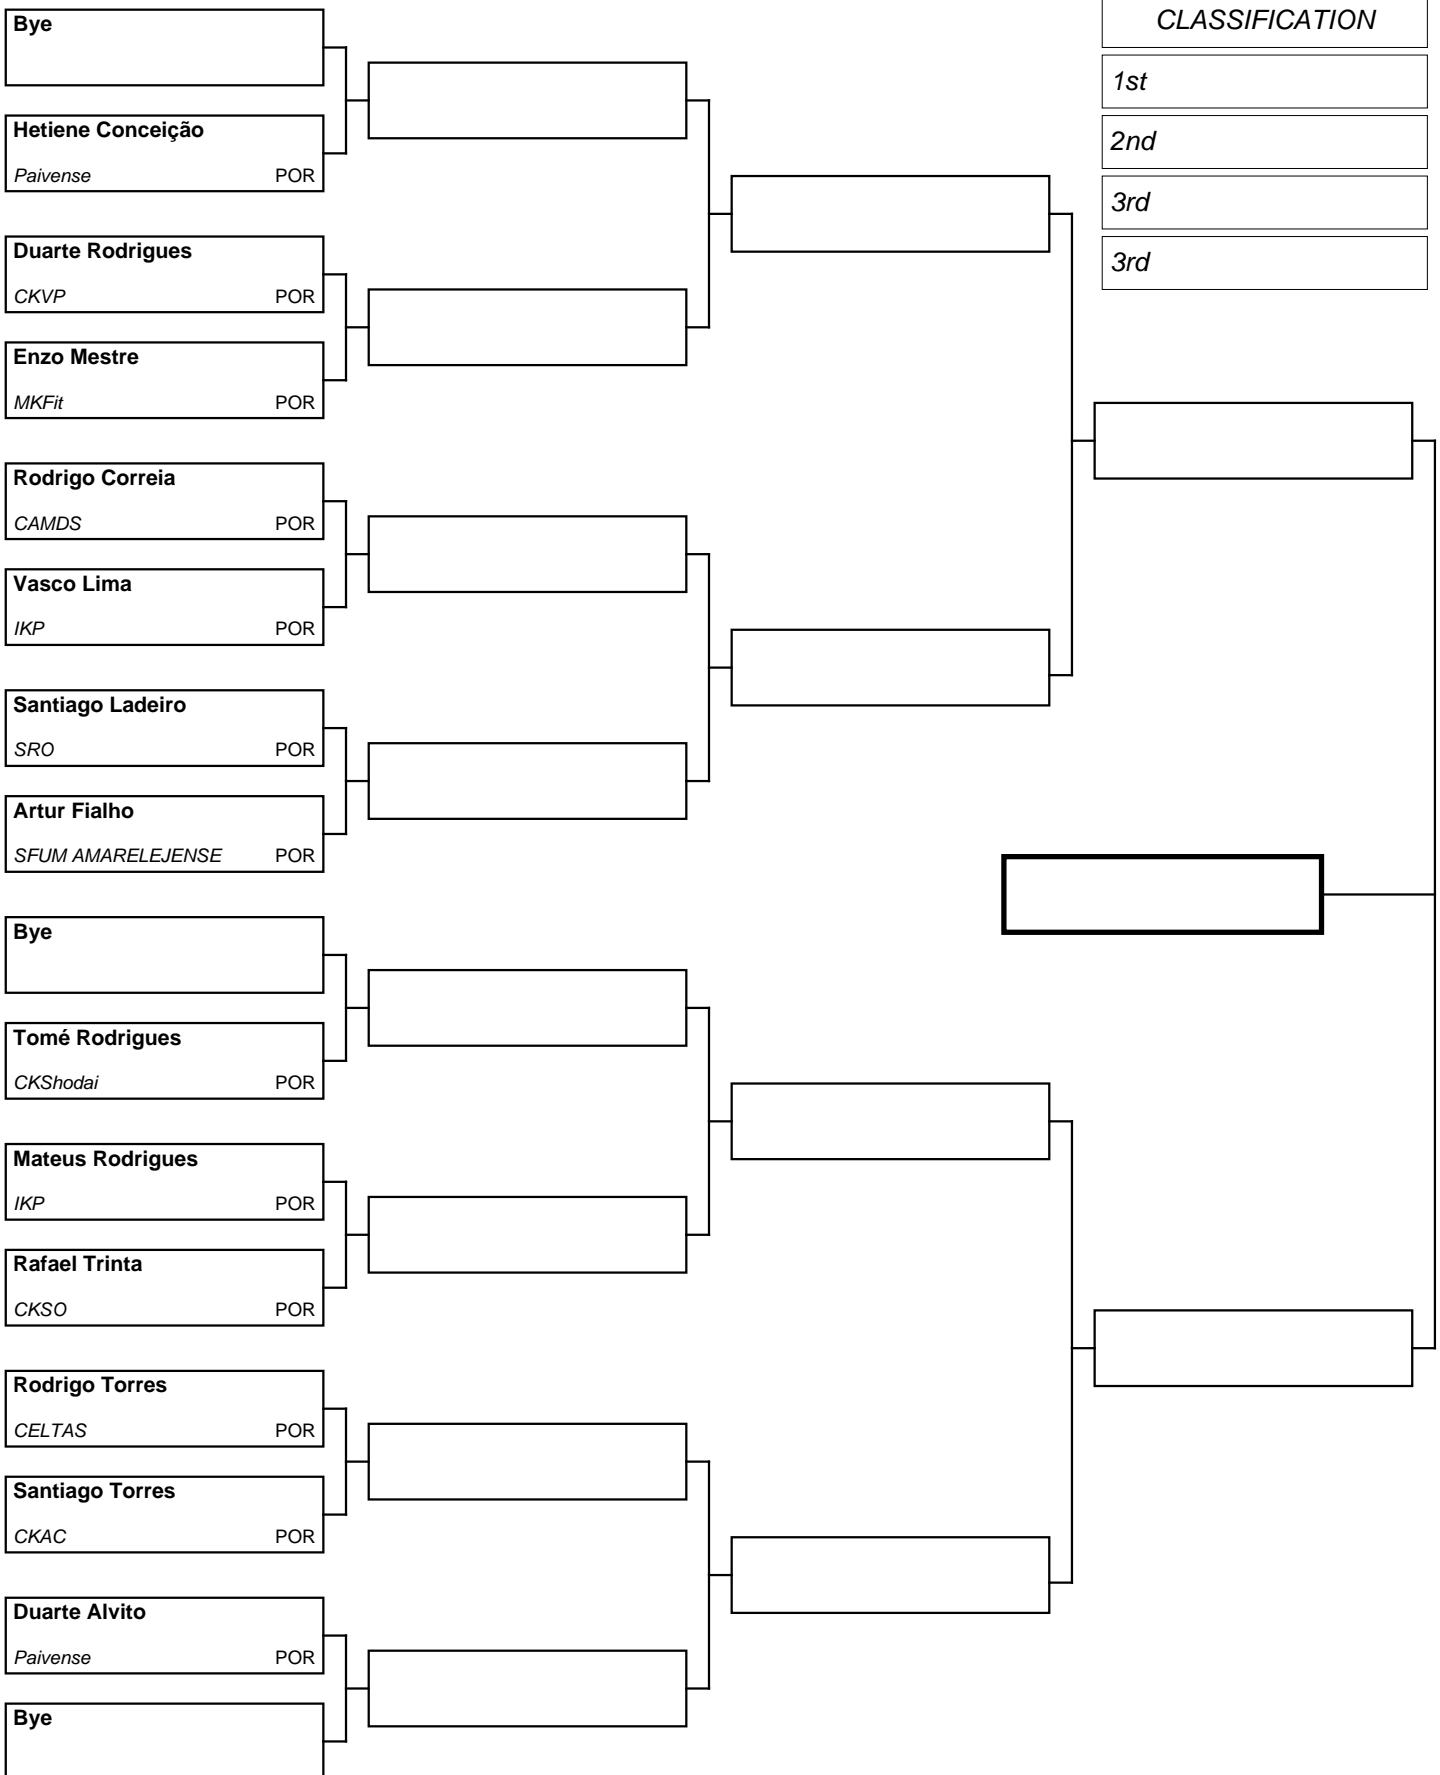 Bye
Hetiene Conceição
Paivense POR
Duarte Rodrigues
CKVP POR
Enzo Mestre
MKFit POR
Rodrigo Correia
CAMDS POR
Vasco Lima
IKP POR
Santiago Ladeiro
SRO POR
Artur Fialho
SFUM AMARELEJENSE POR
Bye
Tomé Rodrigues
CKShodai POR
Mateus Rodrigues
IKP POR
Rafael Trinta
CKSO POR
Rodrigo Torres
CELTAS POR
Santiago Torres
CKAC POR
Duarte Alvito
Paivense POR
Bye
CLASSIFICATION
1st
2nd
3rd
3rd